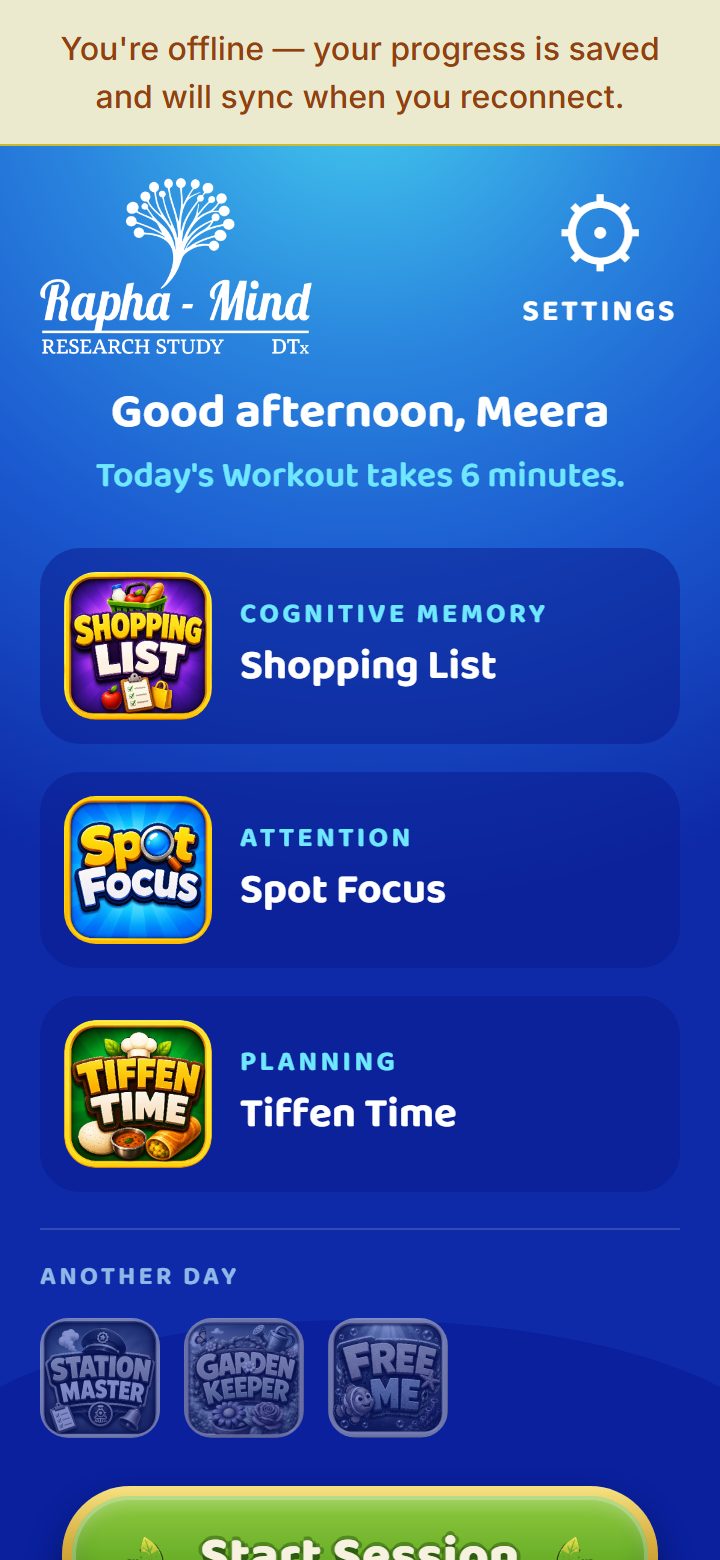 You're offline — your progress is saved
and will sync when you reconnect.
Rapha - Mind
RESEARCH STUDY DTx
SETTINGS
Good afternoon, Meera
Today's Workout takes 6 minutes.
SHOPPING
LIST
COGNITIVE MEMORY
Shopping List
Spot
Focus
ATTENTION
Spot Focus
TIFFEN
TIME
PLANNING
Tiffen Time
ANOTHER DAY
STATION
MASTER
GARDEN
KEEPER
FREE
ME
Start Session